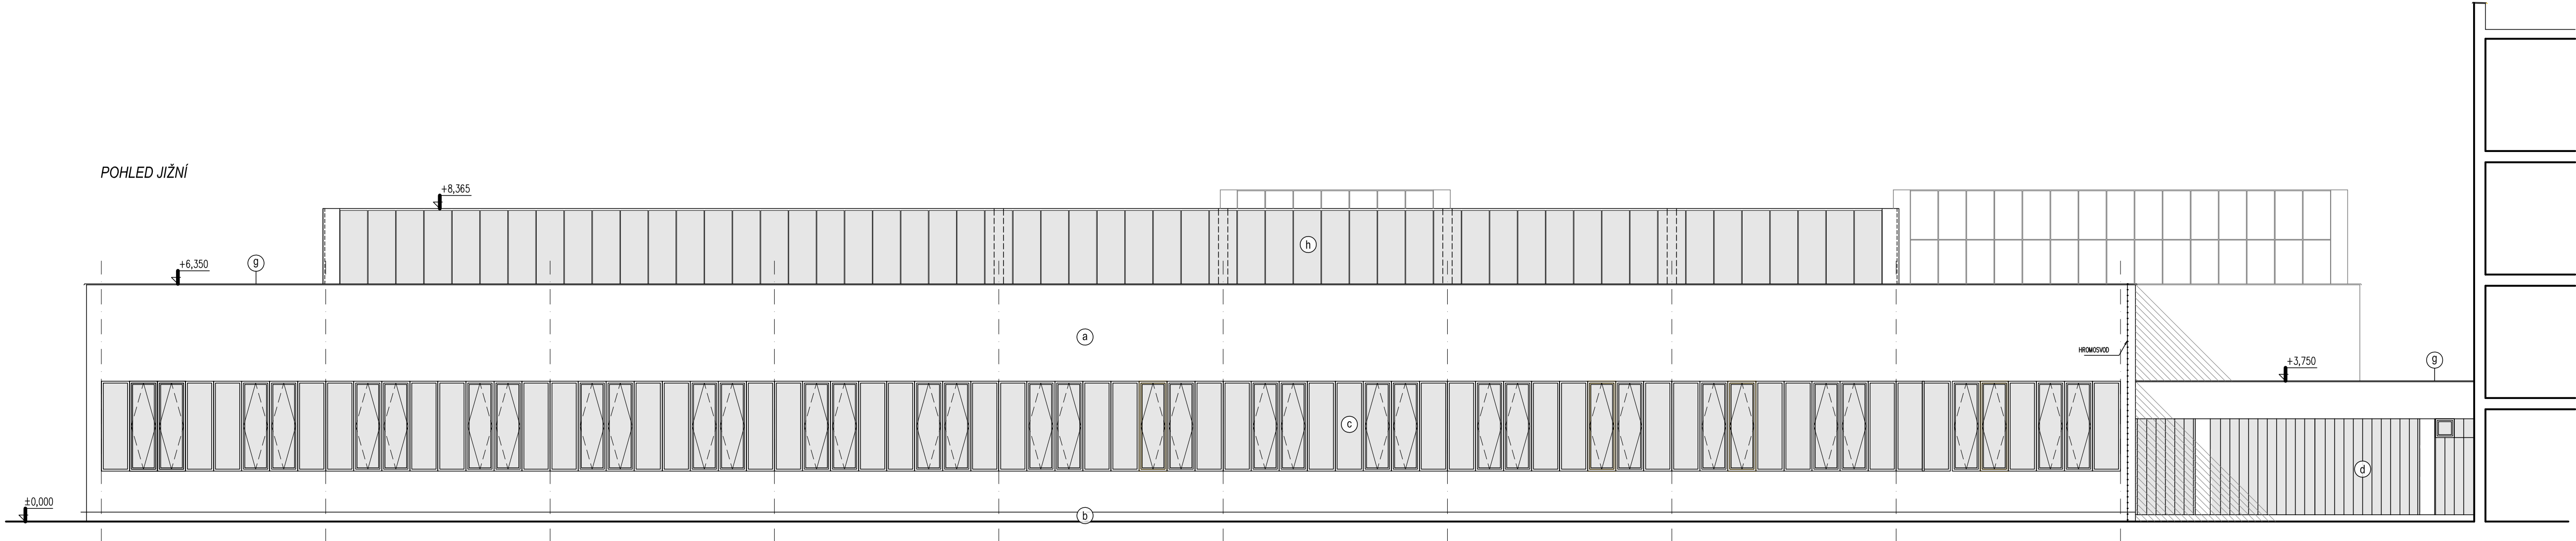 POHLED JIŽNÍ
+8,365
+6,350
g
h
a
HROMOSVOD
+3,750
g
c
d
±0,000
b